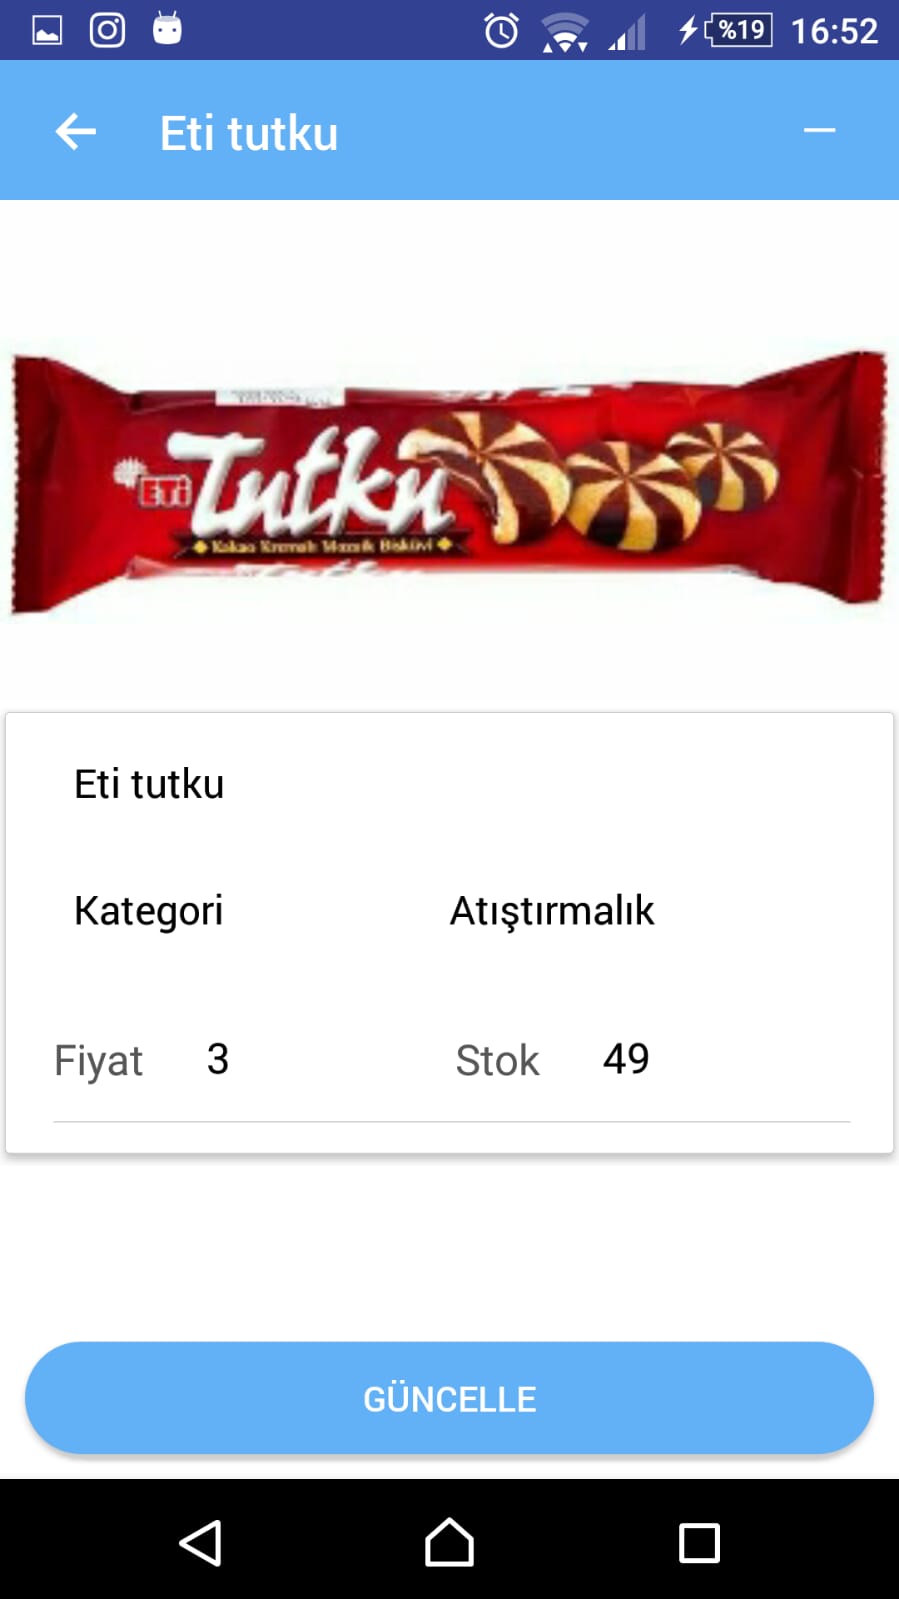 %19 16:52
Eti tutku
ETİ
Tutku
Kakao Kremalı Mozaik Bisküvi
Eti tutku
Kategori Atıştırmalık
Fiyat 3 Stok 49
GÜNCELLE